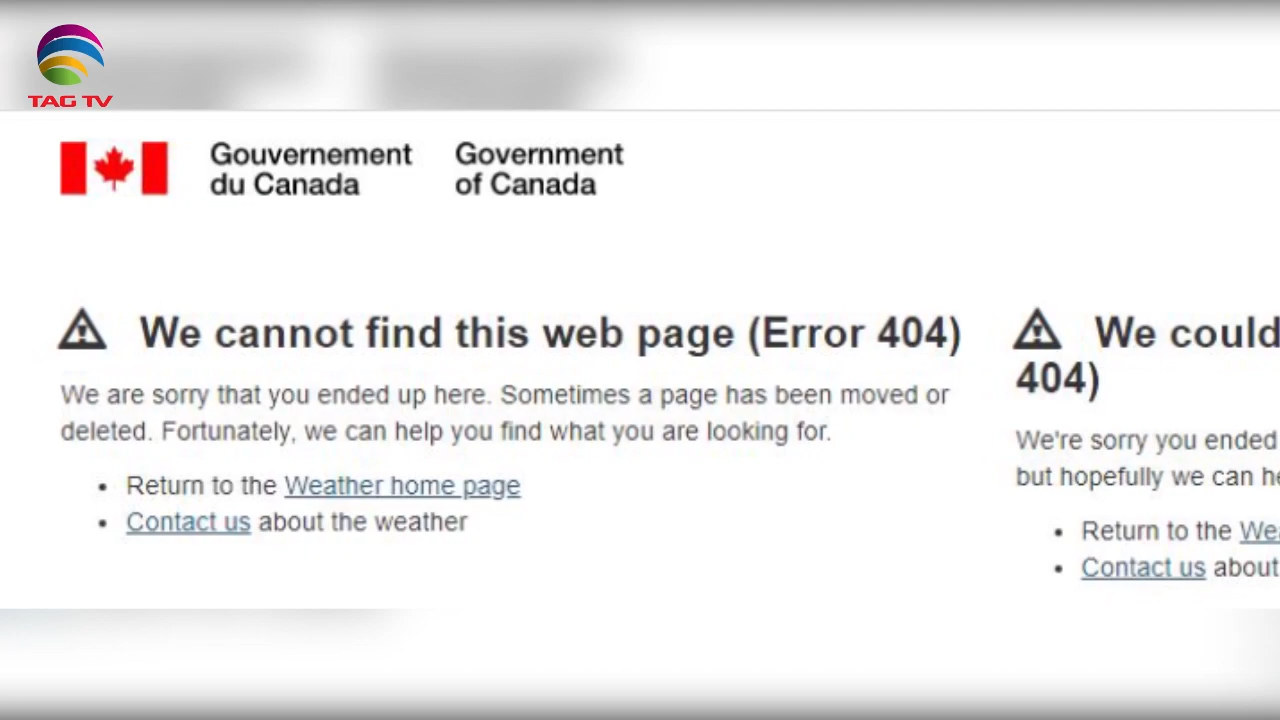 TAG TV
Gouvernement
du Canada
Government
of Canada
We cannot find this web page (Error 404)
We are sorry that you ended up here. Sometimes a page has been moved or
deleted. Fortunately, we can help you find what you are looking for.
• Return to the Weather home page
• Contact us about the weather
We could
404)
We're sorry you ended
but hopefully we can
• Return to the
• Contact us about